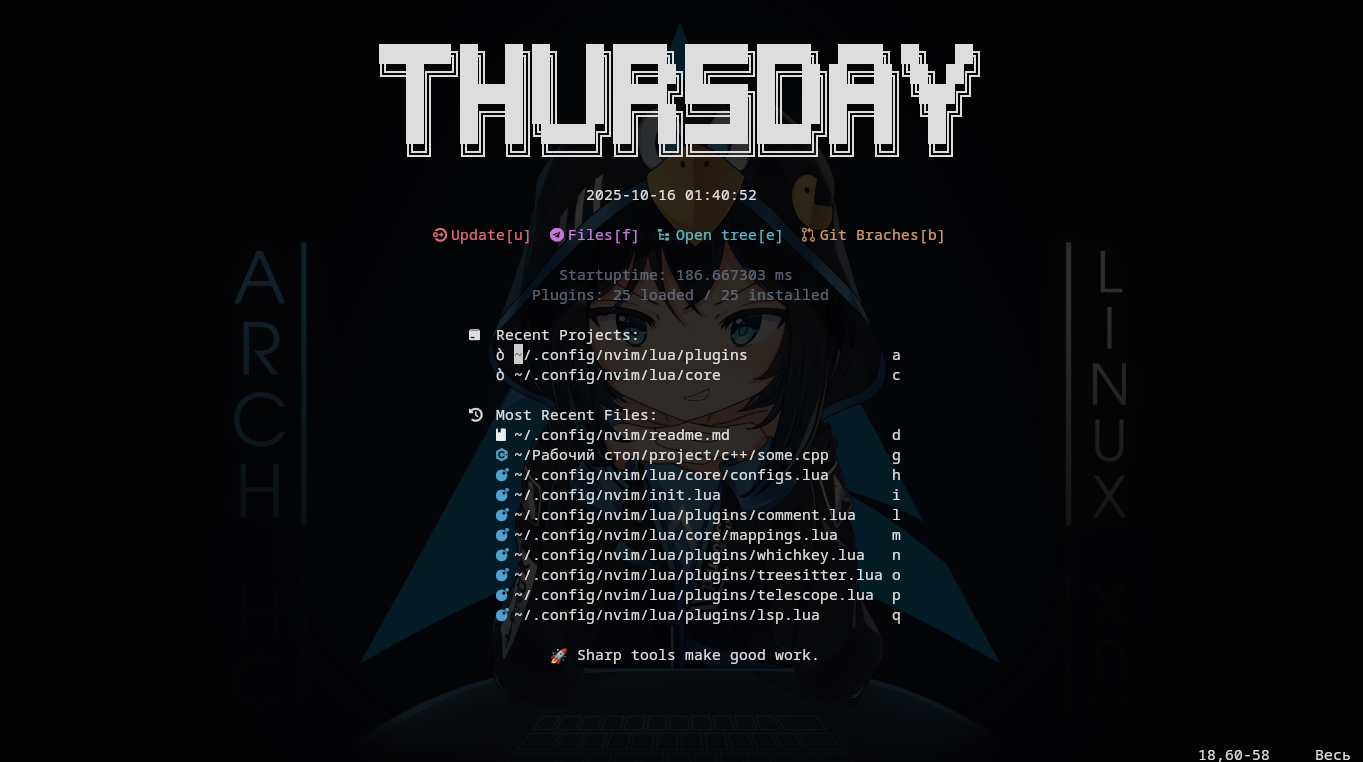 THURSDAY
2025-10-16 01:40:52
Update[u] Files[f] Open tree[e] Git Braches[b]
Startuptime: 186.667303 ms
Plugins: 25 loaded / 25 installed
Recent Projects:
ò ~/.config/nvim/lua/plugins a
ò ~/.config/nvim/lua/core c
Most Recent Files:
~/.config/nvim/readme.md d
~/Рабочий стол/project/c++/some.cpp g
~/.config/nvim/lua/core/configs.lua h
~/.config/nvim/init.lua i
~/.config/nvim/lua/plugins/comment.lua l
~/.config/nvim/lua/core/mappings.lua m
~/.config/nvim/lua/plugins/whichkey.lua n
~/.config/nvim/lua/plugins/treesitter.lua o
~/.config/nvim/lua/plugins/telescope.lua p
~/.config/nvim/lua/plugins/lsp.lua q
🚀 Sharp tools make good work.
ARCH
LINUX
18,60-58 Весь